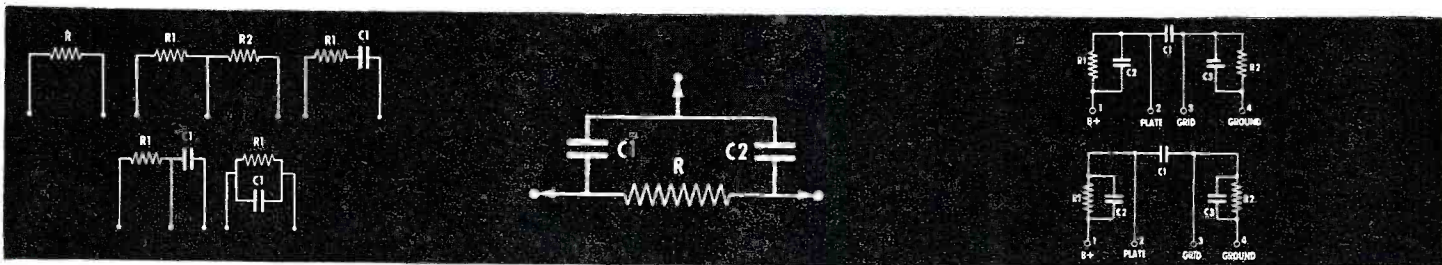 R
R1 R2
R1 C1
R1 C1
R1
C1
C1 C2
R
C1
R1 C2 C3 R2
1 2 3 4
B+ PLATE GRID GROUND
C1
R1 C2 C3 R2
1 2 3 4
B+ PLATE GRID GROUND